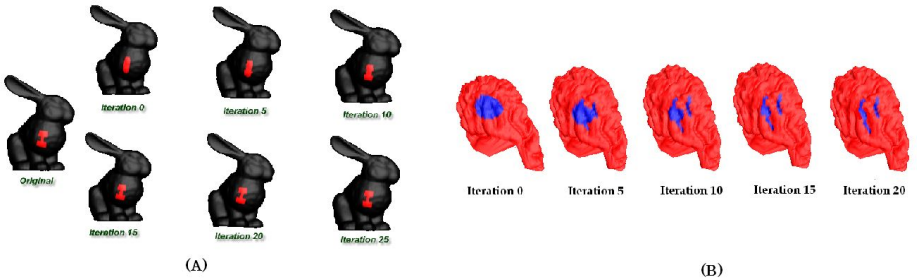 Original
Iteration 0
Iteration 5
Iteration 10
Iteration 15
Iteration 20
Iteration 25
(A)
Iteration 0 Iteration 5 Iteration 10 Iteration 15 Iteration 20
(B)